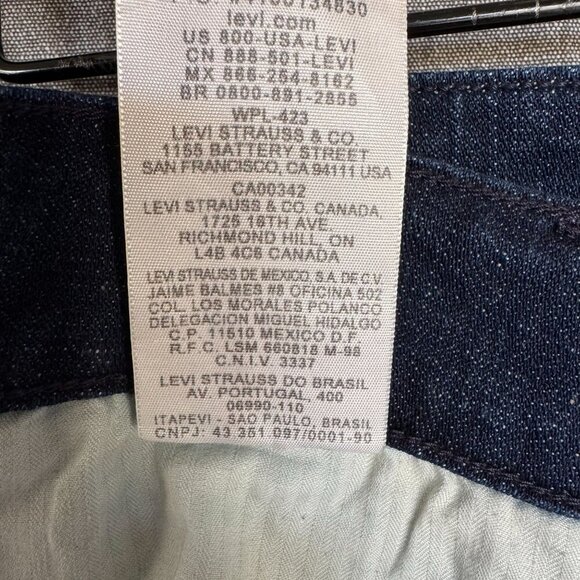 levi.com
US 800-USA-LEVI
CN 888-501-LEVI
MX 866-254-8162
BR 0800-891-2855
WPL-423
LEVI STRAUSS & CO.
1155 BATTERY STREET
SAN FRANCISCO, CA 94111 USA
CA00342
LEVI STRAUSS & CO. CANADA,
1725 16TH AVE.
RICHMOND HILL, ON
L4B 4C6 CANADA
LEVI STRAUSS DE MEXICO, S.A. DE C.V.
JAIME BALMES #8 OFICINA 502
COL. LOS MORALES POLANCO
DELEGACION MIGUEL HIDALGO
C.P. 11510 MEXICO D.F.
R.F.C. LSM 660818 M-98
C.N.I.V. 3337
LEVI STRAUSS DO BRASIL
AV. PORTUGAL, 400
06990-110
ITAPEVI - SAO PAULO, BRASIL
CNPJ: 43 351 097/0001-90